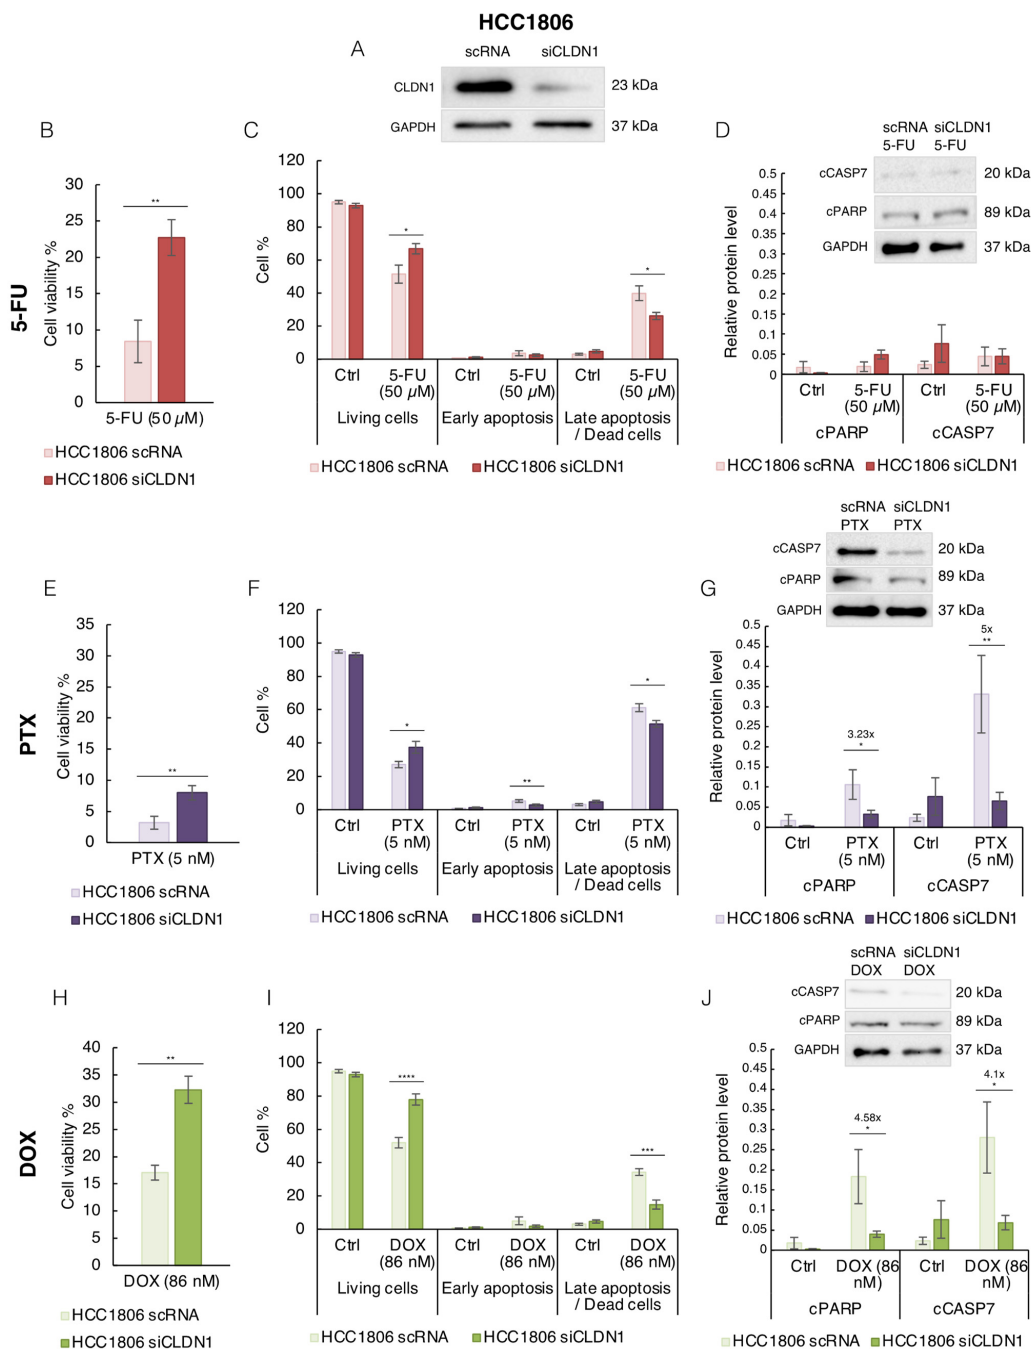 HCC1806
A
scRNA siCLDN1
CLDN1 23 kDa
GAPDH 37 kDa
5-FU
B
30
25
20
15
10
5
0
Cell viability %
**
5-FU (50 µM)
HCC1806 scRNA
HCC1806 siCLDN1
C
120
100
80
60
40
20
0
Cell %
*
*
Ctrl 5-FU (50 µM) Ctrl 5-FU (50 µM) Ctrl 5-FU (50 µM)
Living cells Early apoptosis Late apoptosis / Dead cells
HCC1806 scRNA HCC1806 siCLDN1
D
scRNA siCLDN1
5-FU 5-FU
cCASP7 20 kDa
cPARP 89 kDa
GAPDH 37 kDa
0.5
0.45
0.4
0.35
0.3
0.25
0.2
0.15
0.1
0.05
0
Relative protein level
Ctrl 5-FU (50 µM) Ctrl 5-FU (50 µM)
cPARP cCASP7
HCC1806 scRNA HCC1806 siCLDN1
PTX
E
35
30
25
20
15
10
5
0
Cell viability %
**
PTX (5 nM)
HCC1806 scRNA
HCC1806 siCLDN1
F
120
100
80
60
40
20
0
Cell %
*
**
*
Ctrl PTX (5 nM) Ctrl PTX (5 nM) Ctrl PTX (5 nM)
Living cells Early apoptosis Late apoptosis / Dead cells
HCC1806 scRNA HCC1806 siCLDN1
G
scRNA siCLDN1
PTX PTX
cCASP7 20 kDa
cPARP 89 kDa
GAPDH 37 kDa
0.5
0.45
0.4
0.35
0.3
0.25
0.2
0.15
0.1
0.05
0
Relative protein level
3.23x
*
5x
**
Ctrl PTX (5 nM) Ctrl PTX (5 nM)
cPARP cCASP7
HCC1806 scRNA HCC1806 siCLDN1
DOX
H
40
35
30
25
20
15
10
5
0
Cell viability %
**
DOX (86 nM)
HCC1806 scRNA
HCC1806 siCLDN1
I
120
100
80
60
40
20
0
Cell %
****
***
Ctrl DOX (86 nM) Ctrl DOX (86 nM) Ctrl DOX (86 nM)
Living cells Early apoptosis Late apoptosis / Dead cells
HCC1806 scRNA HCC1806 siCLDN1
J
scRNA siCLDN1
DOX DOX
cCASP7 20 kDa
cPARP 89 kDa
GAPDH 37 kDa
0.5
0.45
0.4
0.35
0.3
0.25
0.2
0.15
0.1
0.05
0
Relative protein level
4.58x
*
4.1x
*
Ctrl DOX (86 nM) Ctrl DOX (86 nM)
cPARP cCASP7
HCC1806 scRNA HCC1806 siCLDN1